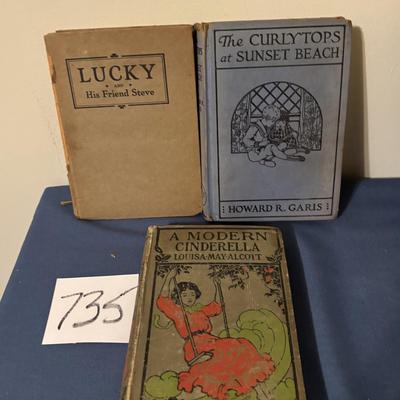 LUCKY
AND
His Friend Steve
The CURLYTOPS
at SUNSET BEACH
HOWARD R. GARIS
A MODERN
CINDERELLA
LOUISA·MAY·ALCOTT
735